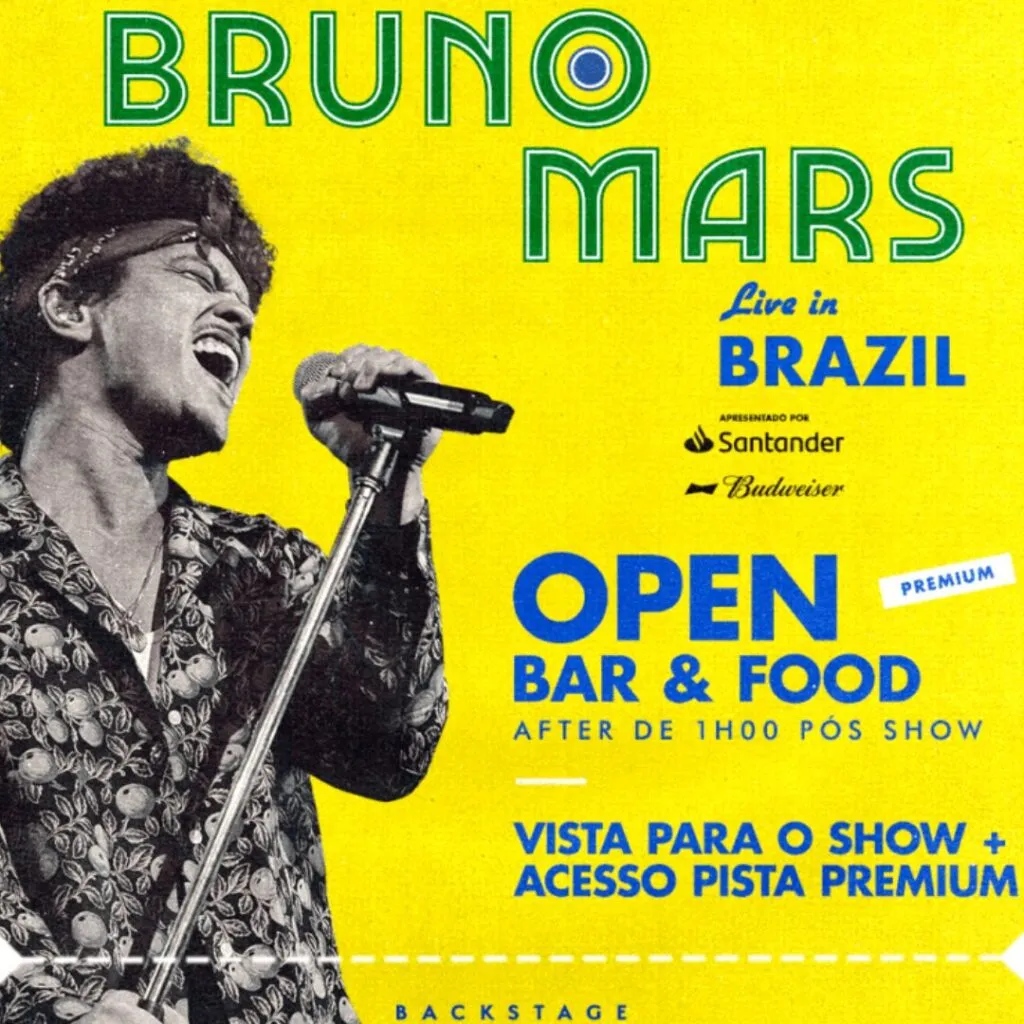 BRUNO
MARS
Live in
BRAZIL
APRESENTADO POR
Santander
Budweiser
OPEN
PREMIUM
BAR & FOOD
AFTER DE 1H00 PÓS SHOW
VISTA PARA O SHOW +
ACESSO PISTA PREMIUM
BACKSTAGE